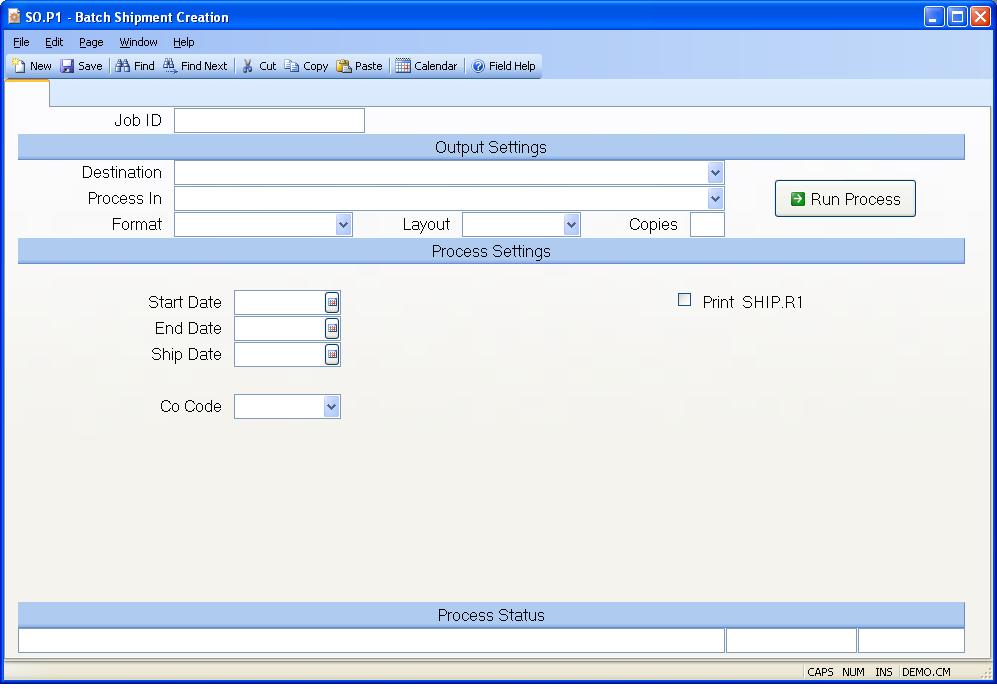 SO.P1 - Batch Shipment Creation
File Edit Page Window Help
New Save Find Find Next Cut Copy Paste Calendar Field Help
Job ID
Output Settings
Destination
Process In
Run Process
Format Layout Copies
Process Settings
Start Date Print SHIP.R1
End Date
Ship Date
Co Code
Process Status
CAPS NUM INS DEMO.CM